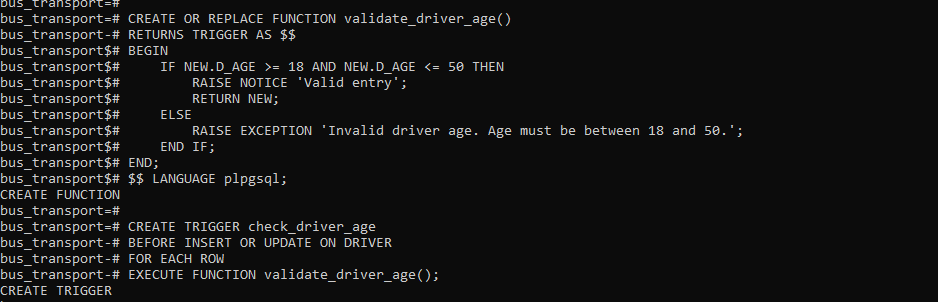 bus_transport=#
bus_transport=# CREATE OR REPLACE FUNCTION validate_driver_age()
bus_transport-# RETURNS TRIGGER AS $$
bus_transport$# BEGIN
bus_transport$#     IF NEW.D_AGE >= 18 AND NEW.D_AGE <= 50 THEN
bus_transport$#         RAISE NOTICE 'Valid entry';
bus_transport$#         RETURN NEW;
bus_transport$#     ELSE
bus_transport$#         RAISE EXCEPTION 'Invalid driver age. Age must be between 18 and 50.';
bus_transport$#     END IF;
bus_transport$# END;
bus_transport$# $$ LANGUAGE plpgsql;
CREATE FUNCTION
bus_transport=#
bus_transport=# CREATE TRIGGER check_driver_age
bus_transport-# BEFORE INSERT OR UPDATE ON DRIVER
bus_transport-# FOR EACH ROW
bus_transport-# EXECUTE FUNCTION validate_driver_age();
CREATE TRIGGER